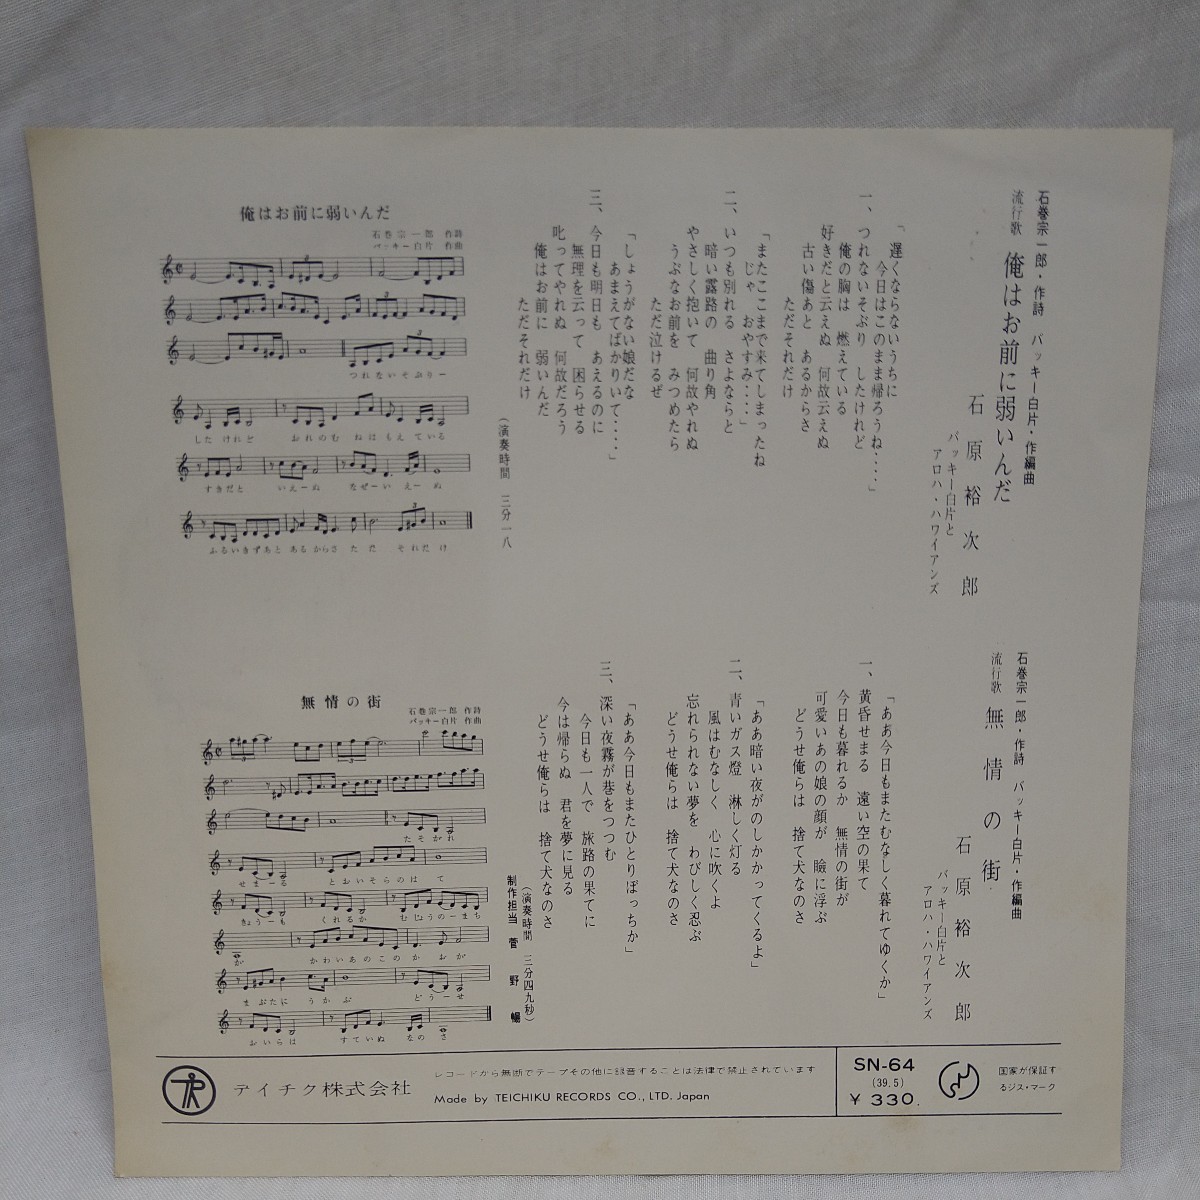 石巻宗一郎・作詩　バッキー白片・作編曲
流行歌　俺はお前に弱いんだ
石原裕次郎
バッキー白片と
アロハ・ハワイアンズ
「遅くならないうちに
今日はこのまま帰ろうね‥‥」
一、つれないそぶり　したけれど
俺の胸は　燃えている
好きだと云えぬ　何故云えぬ
古い傷あと　あるからさ
ただそれだけ
「またここまで来てしまったね
じゃ　おやすみ‥‥」
二、いつも別れる　さよならと
暗い露路の　曲り角
やさしく抱いて　何故やれぬ
うぶなお前を　みつめたら
ただ泣けるぜ
「しょうがない娘だな
あまえてばかりいて‥‥」
三、今日も明日も　あえるのに
無理を云って　困らせる
叱ってやれぬ　何故だろう
俺はお前に　弱いんだ
ただそれだけ
（演奏時間　三分一八
俺はお前に弱いんだ
石巻宗一郎　作詩
バッキー白片　作曲
つれないそぶりー
したけれど　おれのむ　ねはもえている
すきだと　いえーぬ　なぜーいえーぬ
ふるいきずあと　あるからさ　ただ　それだけ
石巻宗一郎・作詩　バッキー白片・作編曲
流行歌　無情の街
石原裕次郎
バッキー白片と
アロハ・ハワイアンズ
「ああ今日もまたむなしく暮れてゆくか」
一、黄昏せまる　遠い空の果て
今日も暮れるか　無情の街が
可愛いあの娘の顔が　瞼に浮ぶ
どうせ俺らは　捨て犬なのさ
「ああ暗い夜がのしかかってくるよ」
二、青いガス燈　淋しく灯る
風はむなしく　心に吹くよ
忘れられない夢を　わびしく忍ぶ
どうせ俺らは　捨て犬なのさ
「ああ今日もまたひとりぼっちか」
三、深い夜霧が巷をつつむ
今日も一人で　旅路の果てに
今は帰らぬ　君を夢に見る
どうせ俺らは　捨て犬なのさ
（演奏時間　三分四九秒）
制作担当　菅野　暢
無情の街
石巻宗一郎　作詩
バッキー白片　作曲
たそがれ
せまーる　とおいそらのはて
きょうーも　くれるか　むじょうのーまち
が　かわいあのこの　かおが
まぶたに　うかぶ　どうーせ
おいらは　すていぬ　なのさ
テイチク株式会社
レコードから無断でテープその他に録音することは法律で禁止されています
Made by TEICHIKU RECORDS CO., LTD. Japan
SN-64
(39.5)
￥330.
国家が保証す
るジス・マーク